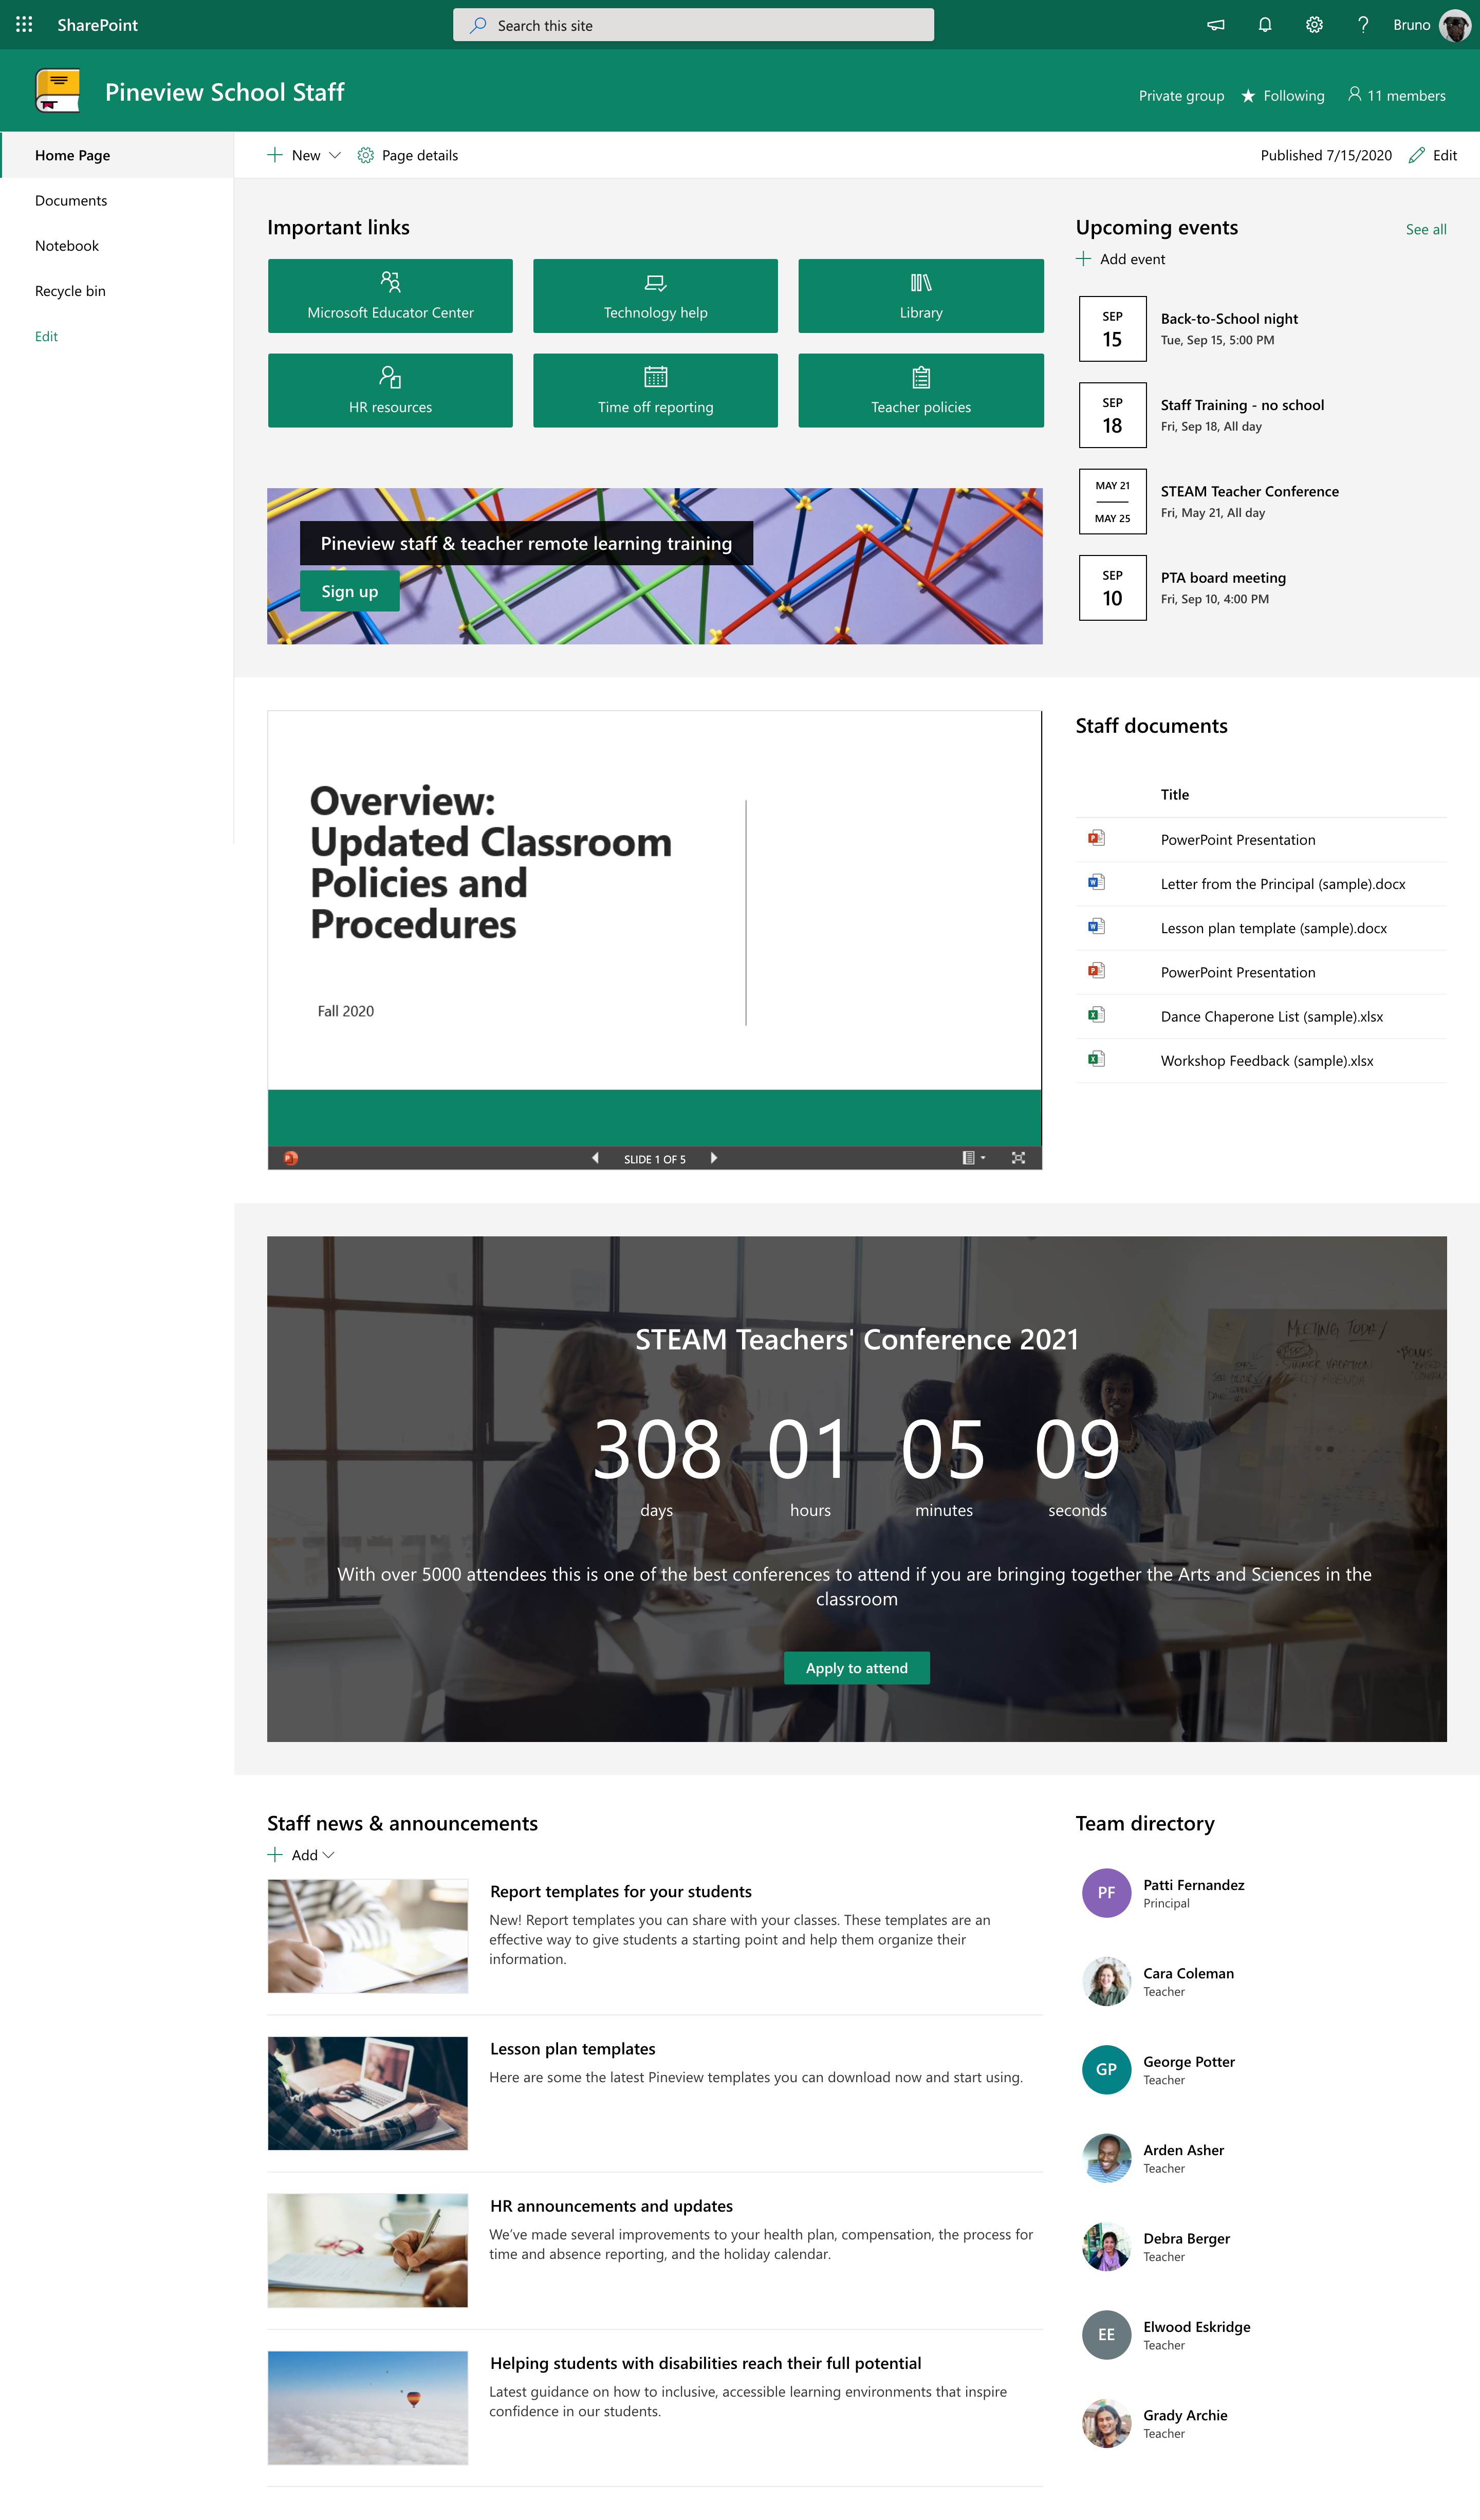 SharePoint
Search this site
Bruno
Pineview School Staff
Private group
Following
11 members
Home Page
Documents
Notebook
Recycle bin
Edit
New
Page details
Published 7/15/2020
Edit
Important links
Microsoft Educator Center
Technology help
Library
HR resources
Time off reporting
Teacher policies
Pineview staff & teacher remote learning training
Sign up
Upcoming events
See all
Add event
SEP
15
Back-to-School night
Tue, Sep 15, 5:00 PM
SEP
18
Staff Training - no school
Fri, Sep 18, All day
MAY 21
MAY 25
STEAM Teacher Conference
Fri, May 21, All day
SEP
10
PTA board meeting
Fri, Sep 10, 4:00 PM
Overview:
Updated Classroom
Policies and
Procedures
Fall 2020
SLIDE 1 OF 5
Staff documents
Title
PowerPoint Presentation
Letter from the Principal (sample).docx
Lesson plan template (sample).docx
PowerPoint Presentation
Dance Chaperone List (sample).xlsx
Workshop Feedback (sample).xlsx
MEETING TODAY
STEAM Teachers' Conference 2021
308 01 05 09
days hours minutes seconds
With over 5000 attendees this is one of the best conferences to attend if you are bringing together the Arts and Sciences in the
classroom
Apply to attend
Staff news & announcements
Add
Report templates for your students
New! Report templates you can share with your classes. These templates are an
effective way to give students a starting point and help them organize their
information.
Lesson plan templates
Here are some the latest Pineview templates you can download now and start using.
HR announcements and updates
We've made several improvements to your health plan, compensation, the process for
time and absence reporting, and the holiday calendar.
Helping students with disabilities reach their full potential
Latest guidance on how to inclusive, accessible learning environments that inspire
confidence in our students.
Team directory
PF
Patti Fernandez
Principal
Cara Coleman
Teacher
GP
George Potter
Teacher
Arden Asher
Teacher
Debra Berger
Teacher
EE
Elwood Eskridge
Teacher
Grady Archie
Teacher